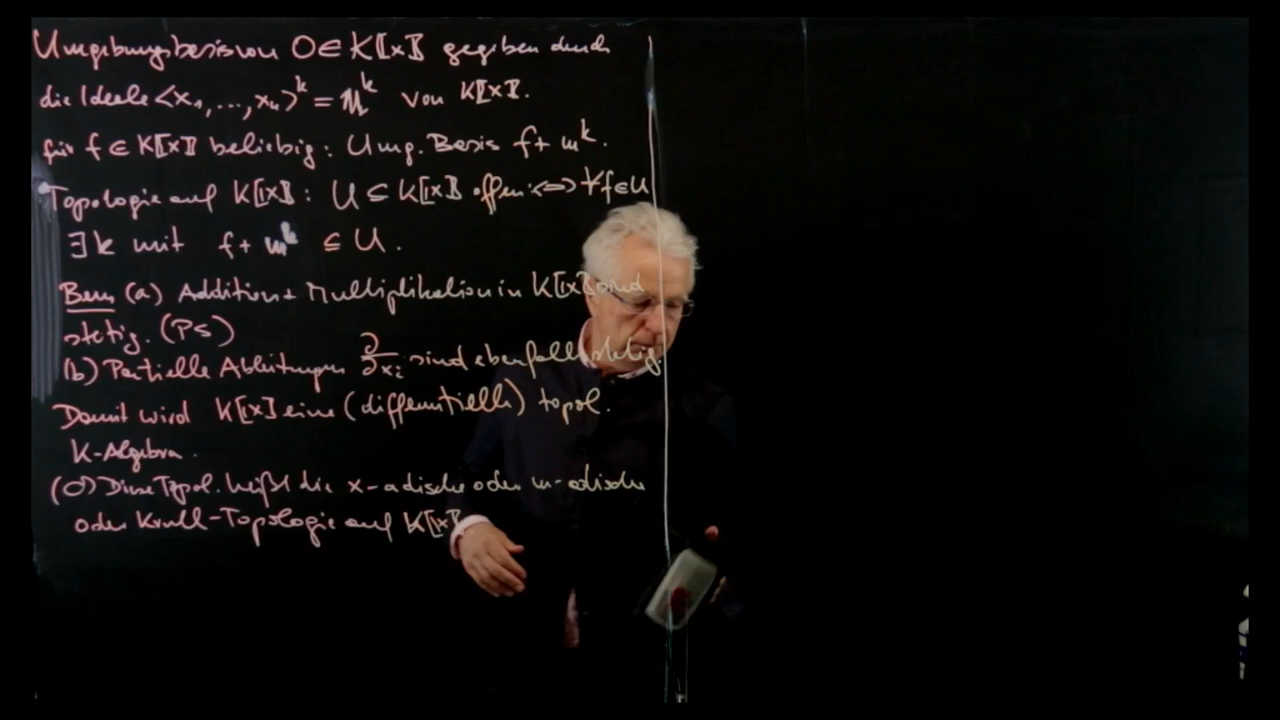 Umgebungsbasis von 0 ∈ K⟦x⟧ gegeben durch
die Ideale <x₁, ..., xₙ>ᵏ = mᵏ von K⟦x⟧.
für f ∈ K⟦x⟧ beliebig: Umg. Basis f + mᵏ.
Topologie auf K⟦x⟧: U ⊆ K⟦x⟧ offen :⇔ ∀ f ∈ U
∃ k mit f + mᵏ ⊆ U.
Bem (a) Addition + Multiplikation in K⟦x⟧ sind
stetig. (PS)
(b) Partielle Ableitungen ∂/∂xᵢ sind ebenfalls stetig.
Damit wird K⟦x⟧ eine (differentielle) topol.
K-Algebra.
(c) Diese Topol. heißt die x-adische oder m-adische
oder Krull-Topologie auf K⟦x⟧